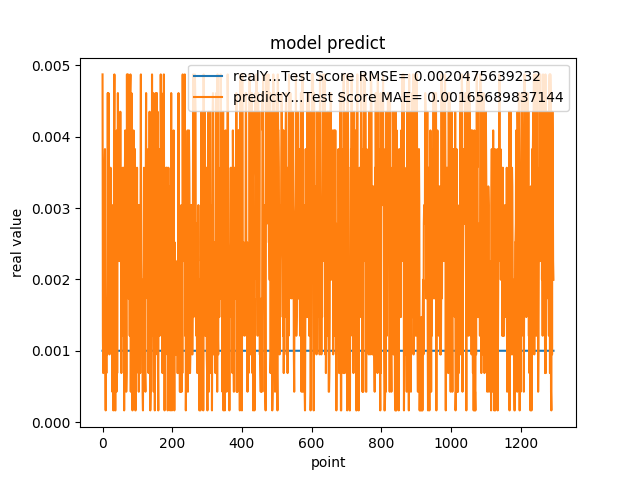 model predict
realY...Test Score RMSE= 0.0020475639232
predictY...Test Score MAE= 0.00165689837144
0.005
0.004
0.003
0.002
0.001
0.000
real value
0 200 400 600 800 1000 1200
point